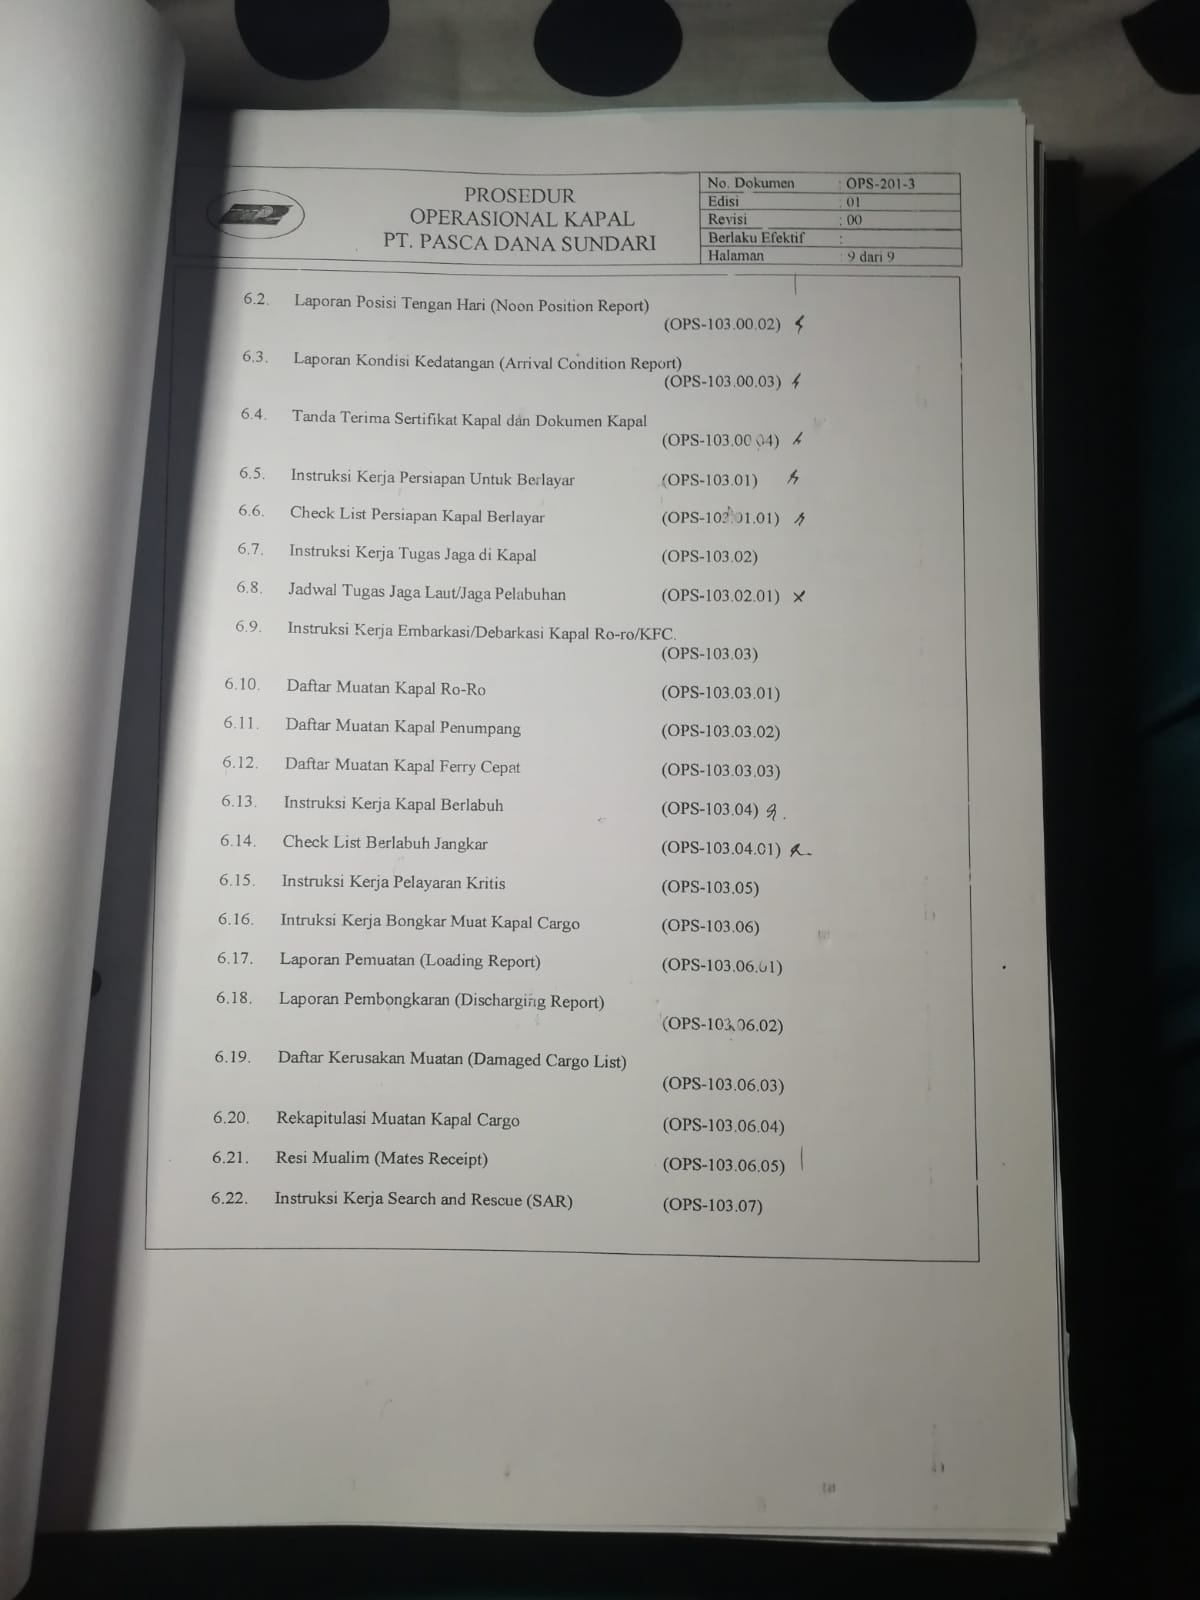 PROSEDUR
OPERASIONAL KAPAL
PT. PASCA DANA SUNDARI
No. Dokumen : OPS-201-3
Edisi : 01
Revisi : 00
Berlaku Efektif :
Halaman : 9 dari 9
6.2. Laporan Posisi Tengan Hari (Noon Position Report)
(OPS-103.00.02)
6.3. Laporan Kondisi Kedatangan (Arrival Condition Report)
(OPS-103.00.03)
6.4. Tanda Terima Sertifikat Kapal dan Dokumen Kapal
(OPS-103.00.04)
6.5. Instruksi Kerja Persiapan Untuk Berlayar (OPS-103.01)
6.6. Check List Persiapan Kapal Berlayar (OPS-103.01.01)
6.7. Instruksi Kerja Tugas Jaga di Kapal (OPS-103.02)
6.8. Jadwal Tugas Jaga Laut/Jaga Pelabuhan (OPS-103.02.01) x
6.9. Instruksi Kerja Embarkasi/Debarkasi Kapal Ro-ro/KFC.
(OPS-103.03)
6.10. Daftar Muatan Kapal Ro-Ro (OPS-103.03.01)
6.11. Daftar Muatan Kapal Penumpang (OPS-103.03.02)
6.12. Daftar Muatan Kapal Ferry Cepat (OPS-103.03.03)
6.13. Instruksi Kerja Kapal Berlabuh (OPS-103.04)
6.14. Check List Berlabuh Jangkar (OPS-103.04.01)
6.15. Instruksi Kerja Pelayaran Kritis (OPS-103.05)
6.16. Intruksi Kerja Bongkar Muat Kapal Cargo (OPS-103.06)
6.17. Laporan Pemuatan (Loading Report) (OPS-103.06.01)
6.18. Laporan Pembongkaran (Discharging Report)
(OPS-103.06.02)
6.19. Daftar Kerusakan Muatan (Damaged Cargo List)
(OPS-103.06.03)
6.20. Rekapitulasi Muatan Kapal Cargo (OPS-103.06.04)
6.21. Resi Mualim (Mates Receipt) (OPS-103.06.05)
6.22. Instruksi Kerja Search and Rescue (SAR) (OPS-103.07)